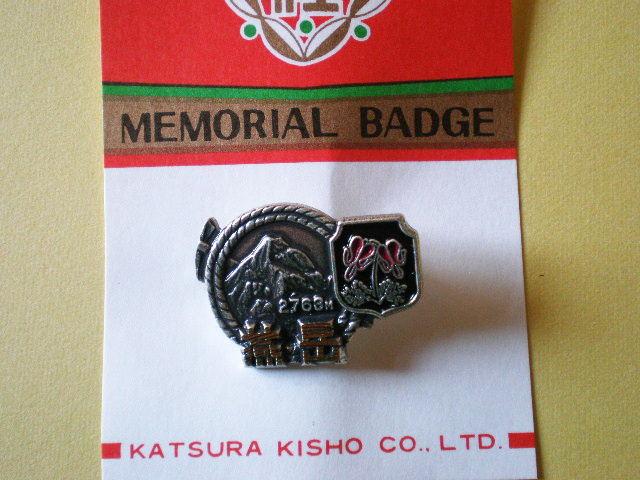 MEMORIAL BADGE
2763M
燕岳
KATSURA KISHO CO., LTD.